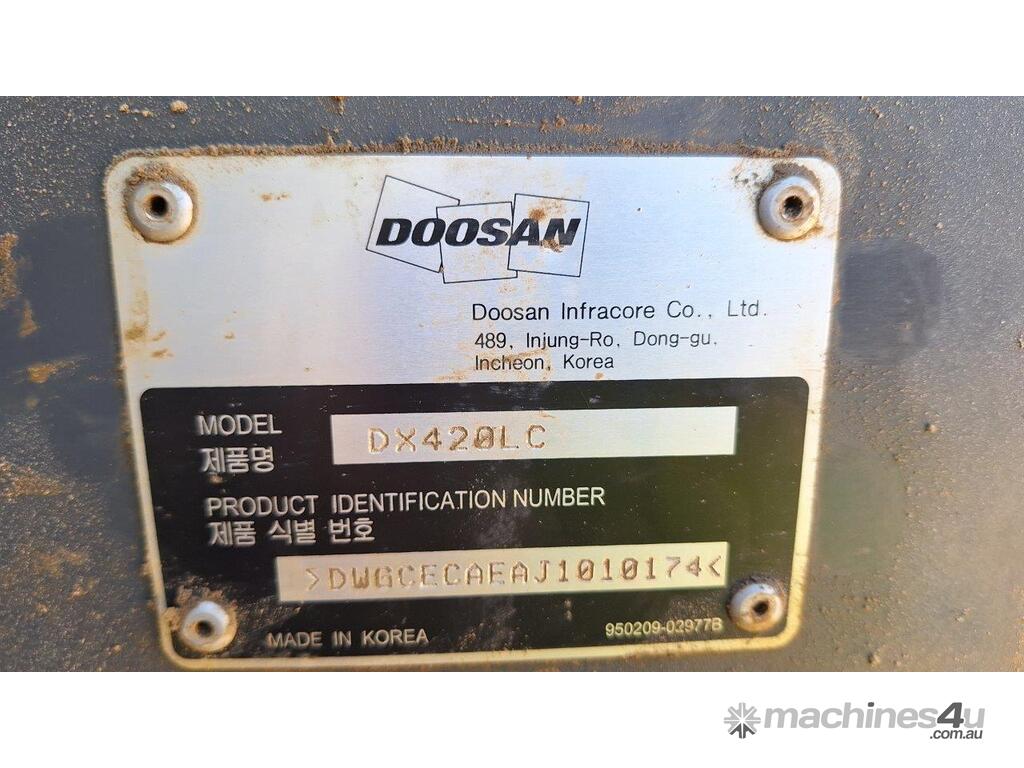 DOOSAN
Doosan Infracore Co., Ltd.
489, Injung-Ro, Dong-gu,
Incheon, Korea
MODEL DX420LC
제품명
PRODUCT IDENTIFICATION NUMBER
제품 식별 번호
>DWGCECAEAJ1010174<
MADE IN KOREA 950209-02977B
machines4u
.com.au